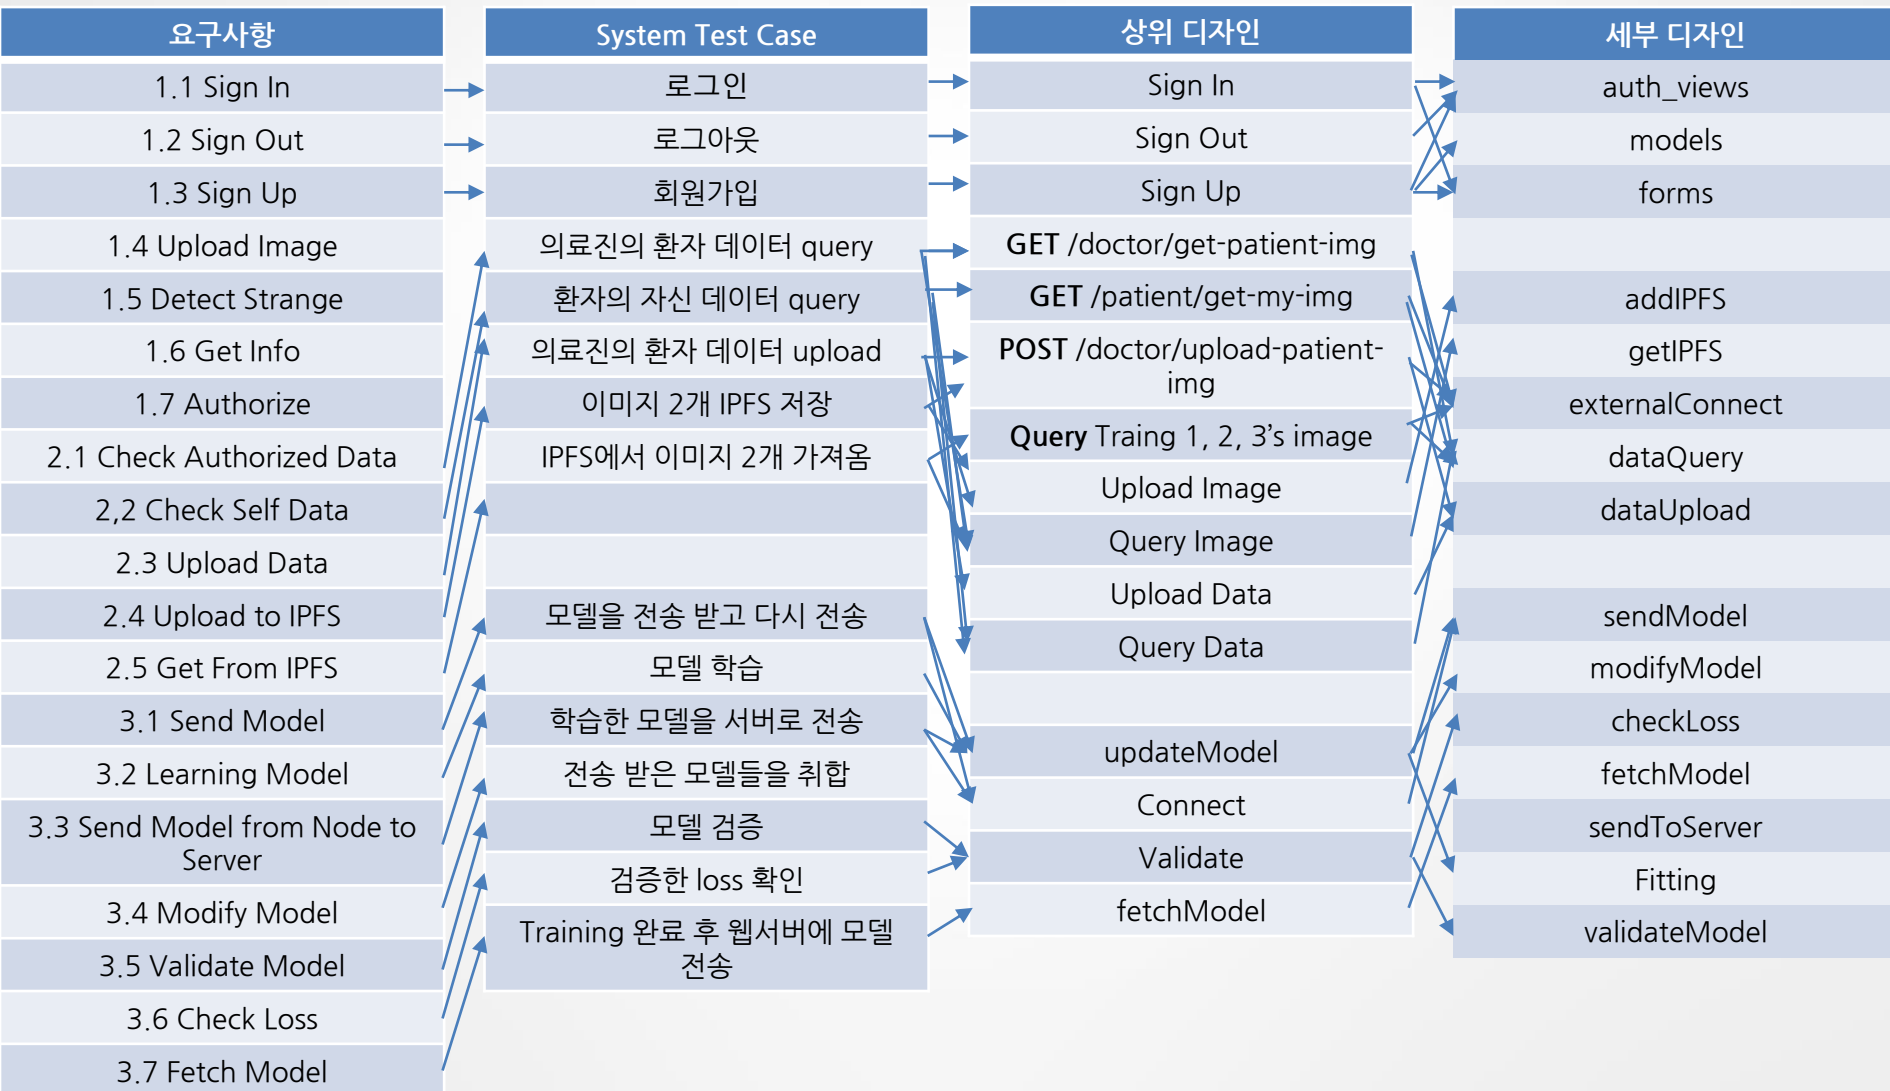 요구사항
1.1 Sign In
1.2 Sign Out
1.3 Sign Up
1.4 Upload Image
1.5 Detect Strange
1.6 Get Info
1.7 Authorize
2.1 Check Authorized Data
2,2 Check Self Data
2.3 Upload Data
2.4 Upload to IPFS
2.5 Get From IPFS
3.1 Send Model
3.2 Learning Model
3.3 Send Model from Node to
Server
3.4 Modify Model
3.5 Validate Model
3.6 Check Loss
3.7 Fetch Model
System Test Case
로그인
로그아웃
회원가입
의료진의 환자 데이터 query
환자의 자신 데이터 query
의료진의 환자 데이터 upload
이미지 2개 IPFS 저장
IPFS에서 이미지 2개 가져옴
모델을 전송 받고 다시 전송
모델 학습
학습한 모델을 서버로 전송
전송 받은 모델들을 취합
모델 검증
검증한 loss 확인
Training 완료 후 웹서버에 모델
전송
상위 디자인
Sign In
Sign Out
Sign Up
GET /doctor/get-patient-img
GET /patient/get-my-img
POST /doctor/upload-patient-
img
Query Traing 1, 2, 3’s image
Upload Image
Query Image
Upload Data
Query Data
updateModel
Connect
Validate
fetchModel
세부 디자인
auth_views
models
forms
addIPFS
getIPFS
externalConnect
dataQuery
dataUpload
sendModel
modifyModel
checkLoss
fetchModel
sendToServer
Fitting
validateModel